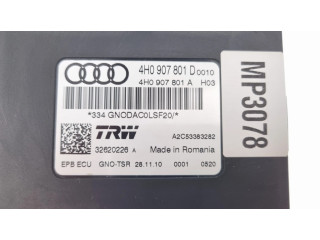 4H0 907 801 D 0010
4H0 907 801 A H03
*334 GNODAC0LSF20/*
TRW
A2C53383282
32620226 A
Made in Romania
EPB ECU GNO-TSR 28.11.10 0001 0520
MP3078